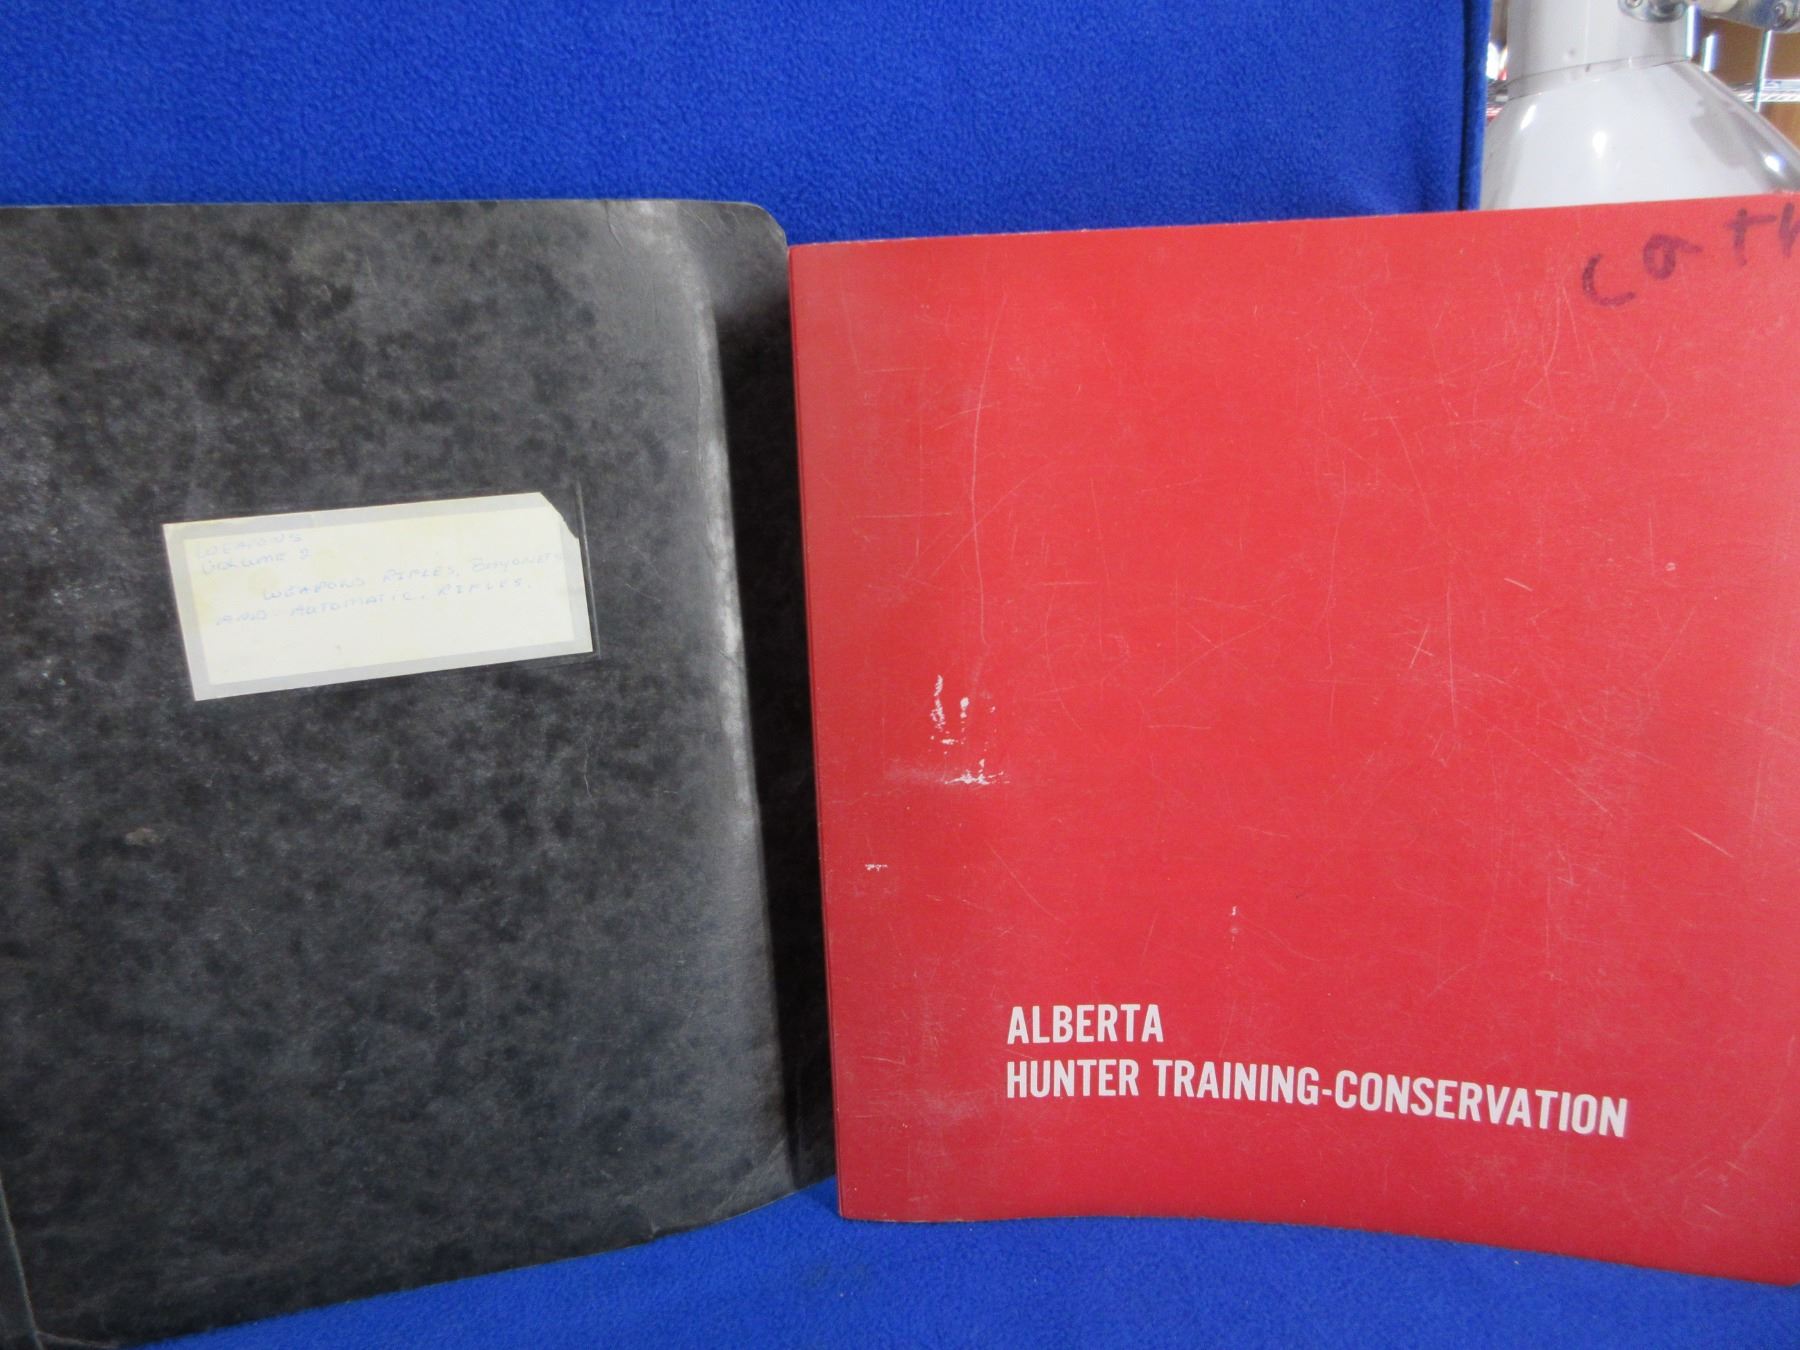 WEAPONS
VOLUME 2
WEAPONS RIFLES, BAYONETS
AND AUTOMATIC. RIFLES.
cath
ALBERTA
HUNTER TRAINING-CONSERVATION